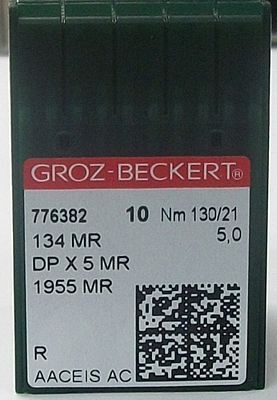 GROZ-BECKERT®
776382 10 Nm 130/21
134 MR 5,0
DP X 5 MR
1955 MR
R
AACEIS AC